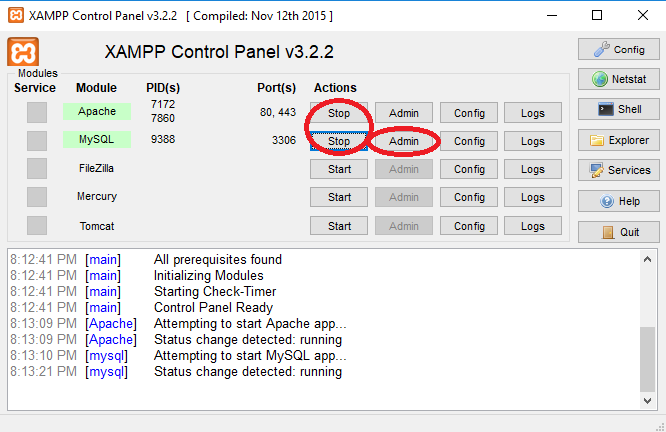 XAMPP Control Panel v3.2.2 [ Compiled: Nov 12th 2015 ]
XAMPP Control Panel v3.2.2
Config
Modules
Service Module PID(s) Port(s) Actions
Netstat
Apache 7172 7860 80, 443 Stop Admin Config Logs
Shell
MySQL 9388 3306 Stop Admin Config Logs
Explorer
FileZilla Start Admin Config Logs
Services
Mercury Start Admin Config Logs
Help
Tomcat Start Admin Config Logs
Quit
8:12:41 PM [main] All prerequisites found
8:12:41 PM [main] Initializing Modules
8:12:41 PM [main] Starting Check-Timer
8:12:41 PM [main] Control Panel Ready
8:13:09 PM [Apache] Attempting to start Apache app...
8:13:09 PM [Apache] Status change detected: running
8:13:10 PM [mysql] Attempting to start MySQL app...
8:13:21 PM [mysql] Status change detected: running